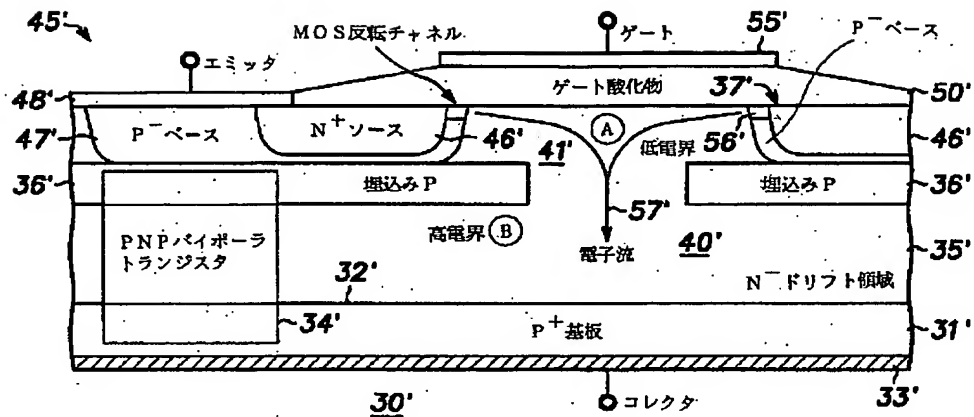 45'
MOS反転チャネル
ゲート
55'
P⁻ベース
エミッタ
48'
ゲート酸化物
37'
50'
47'
P⁻ベース
N⁺ソース
46'
41'
A
低電界
56'
46'
36'
埋込みP
埋込みP
36'
57'
PNPバイポーラ
トランジスタ
高電界
B
電子流
40'
35'
32'
N⁻ドリフト領域
34'
P⁺基板
31'
33'
30'
コレクタ